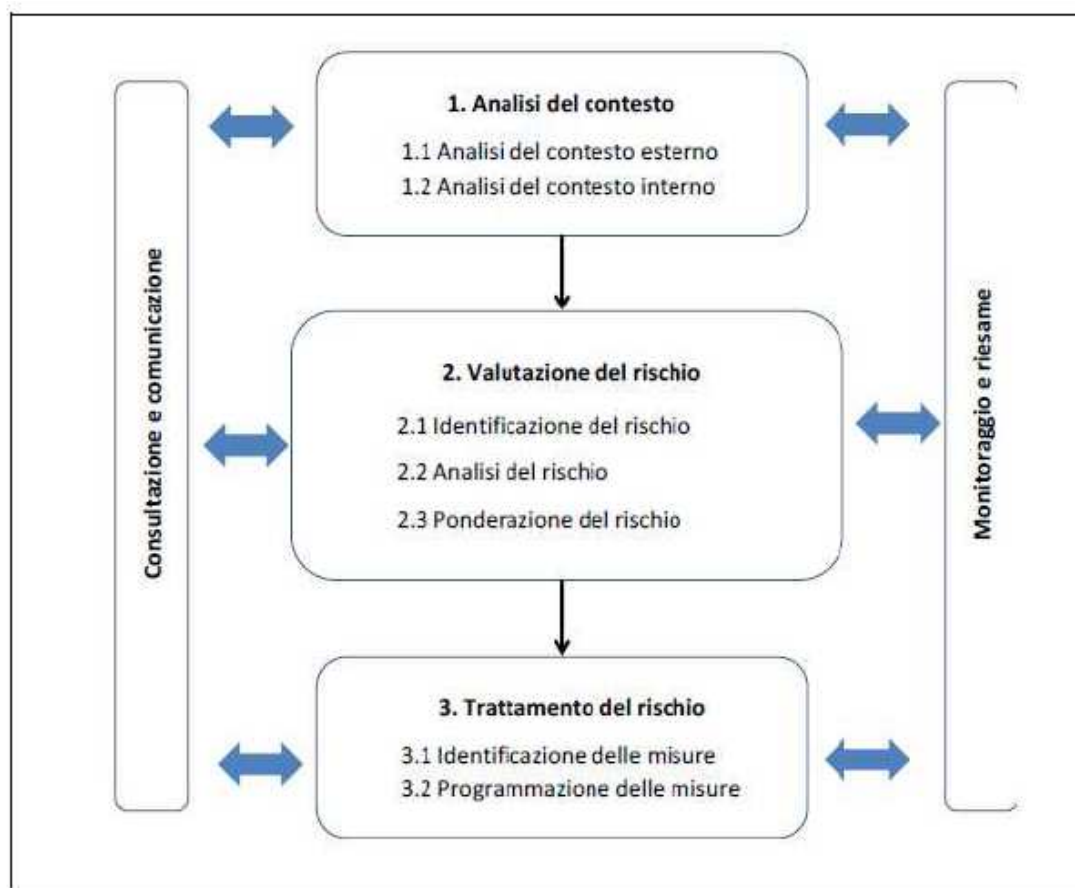 1. Analisi del contesto
1.1 Analisi del contesto esterno
1.2 Analisi del contesto interno
Consultazione e comunicazione
2. Valutazione del rischio
2.1 Identificazione del rischio
2.2 Analisi del rischio
2.3 Ponderazione del rischio
Monitoraggio e riesame
3. Trattamento del rischio
3.1 Identificazione delle misure
3.2 Programmazione delle misure